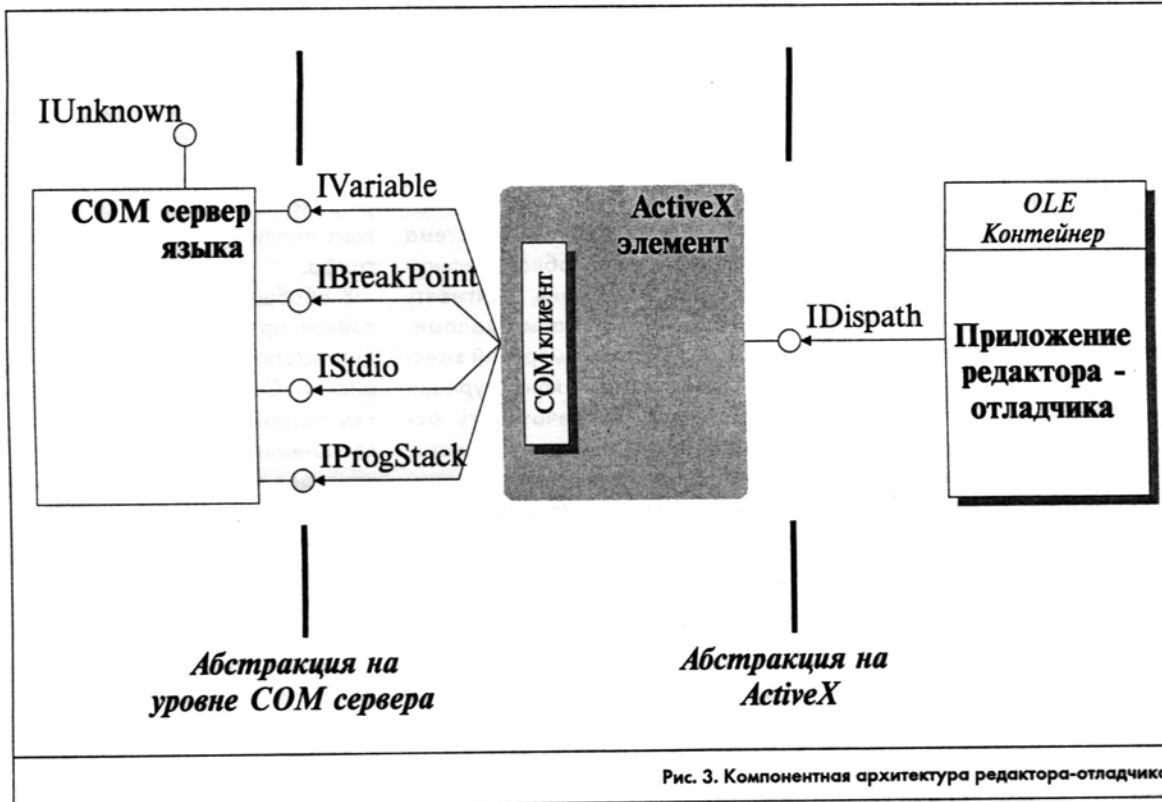 IUnknown
COM сервер
языка
IVariable
IBreakPoint
IStdio
IProgStack
ActiveX
элемент
COM клиент
IDispath
OLE
Контейнер
Приложение
редактора -
отладчика
Абстракция на
уровне COM сервера
Абстракция на
ActiveX
Рис. 3. Компонентная архитектура редактора-отладчика